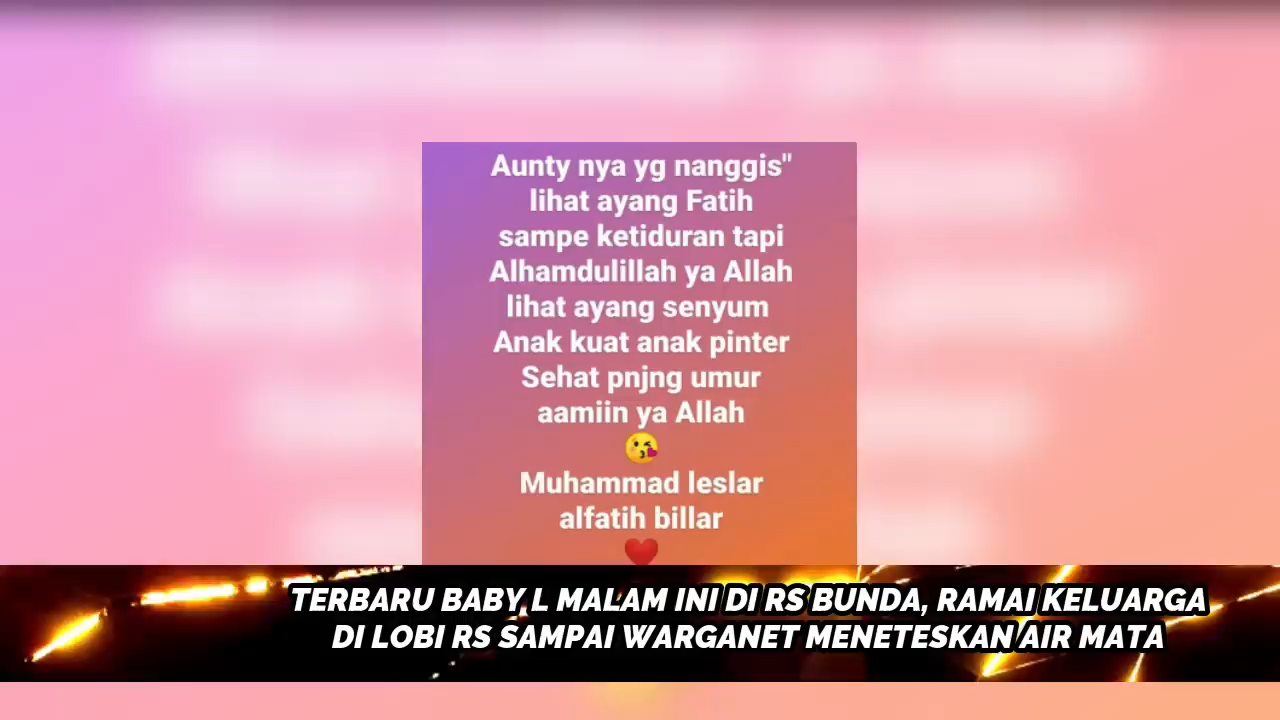 Aunty nya yg nanggis"
lihat ayang Fatih
sampe ketiduran tapi
Alhamdulillah ya Allah
lihat ayang senyum
Anak kuat anak pinter
Sehat pnjng umur
aamiin ya Allah
😘
Muhammad leslar
alfatih billar
❤️
TERBARU BABY L MALAM INI DI RS BUNDA, RAMAI KELUARGA
DI LOBI RS SAMPAI WARGANET MENETESKAN AIR MATA